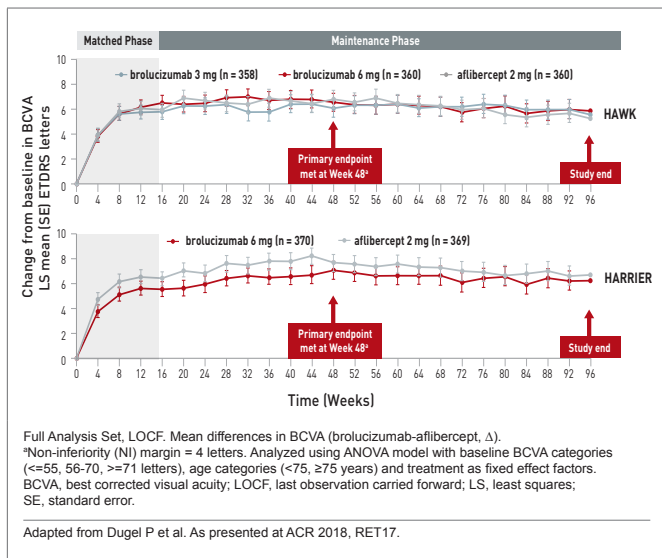 Matched Phase Maintenance Phase
10
8
6
4
2
0
brolucizumab 3 mg (n = 358) brolucizumab 6 mg (n = 360) aflibercept 2 mg (n = 360)
HAWK
Primary endpoint
met at Week 48ª
Study end
0 4 8 12 16 20 24 28 32 36 40 44 48 52 56 60 64 68 72 76 80 84 88 92 96
Change from baseline in BCVA
LS mean (SE) ETDRS letters
10
8
6
4
2
0
brolucizumab 6 mg (n = 370) aflibercept 2 mg (n = 369)
HARRIER
Primary endpoint
met at Week 48ª
Study end
0 4 8 12 16 20 24 28 32 36 40 44 48 52 56 60 64 68 72 76 80 84 88 92 96
Time (Weeks)
Full Analysis Set, LOCF. Mean differences in BCVA (brolucizumab-aflibercept, Δ).
ªNon-inferiority (NI) margin = 4 letters. Analyzed using ANOVA model with baseline BCVA categories
(<=55, 56-70, >=71 letters), age categories (<75, ≥75 years) and treatment as fixed effect factors.
BCVA, best corrected visual acuity; LOCF, last observation carried forward; LS, least squares;
SE, standard error.
Adapted from Dugel P et al. As presented at ACR 2018, RET17.